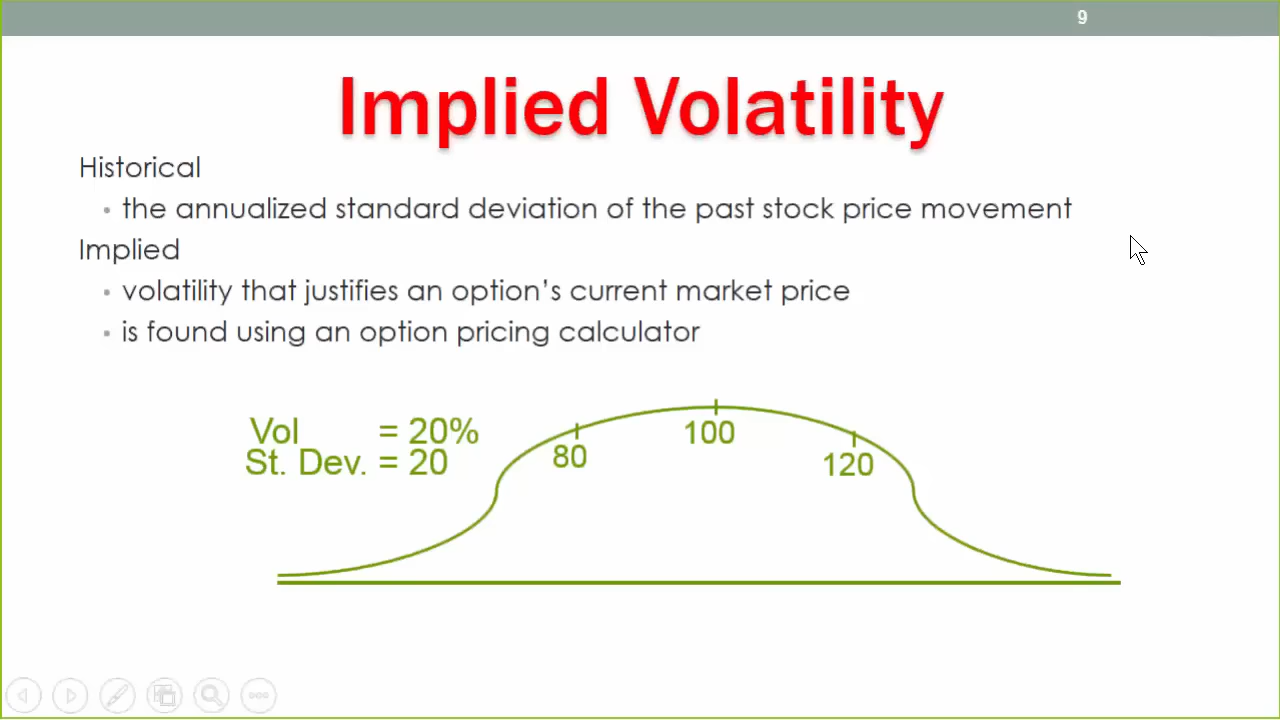 9
Implied Volatility
Historical
• the annualized standard deviation of the past stock price movement
Implied
• volatility that justifies an option’s current market price
• is found using an option pricing calculator
Vol = 20%
St. Dev. = 20
80
100
120